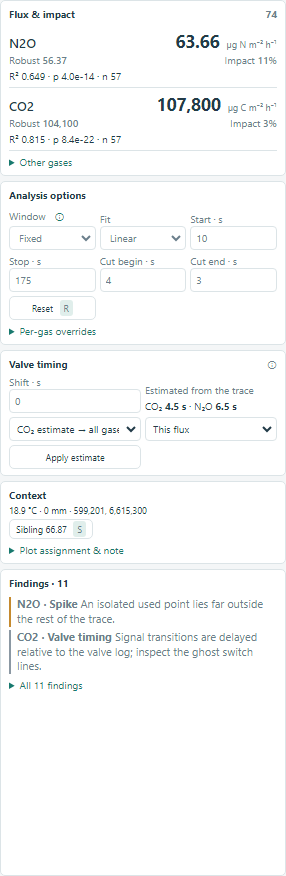 Flux & impact 74
N2O 63.66 µg N m⁻² h⁻¹
Robust 56.37 Impact 11%
R² 0.649 · p 4.0e-14 · n 57
CO2 107,800 µg C m⁻² h⁻¹
Robust 104,100 Impact 3%
R² 0.815 · p 8.4e-22 · n 57
▶ Other gases
Analysis options
Window ⓘ Fit Start · s
Fixed Linear 10
Stop · s Cut begin · s Cut end · s
175 4 3
Reset R
▶ Per-gas overrides
Valve timing ⓘ
Shift · s Estimated from the trace
0 CO₂ 4.5 s · N₂O 6.5 s
CO₂ estimate → all gase This flux
Apply estimate
Context
18.9 °C · 0 mm · 599,201, 6,615,300
Sibling 66.87 S
▶ Plot assignment & note
Findings · 11
N2O · Spike An isolated used point lies far outside
the rest of the trace.
CO2 · Valve timing Signal transitions are delayed
relative to the valve log; inspect the ghost switch
lines.
▶ All 11 findings